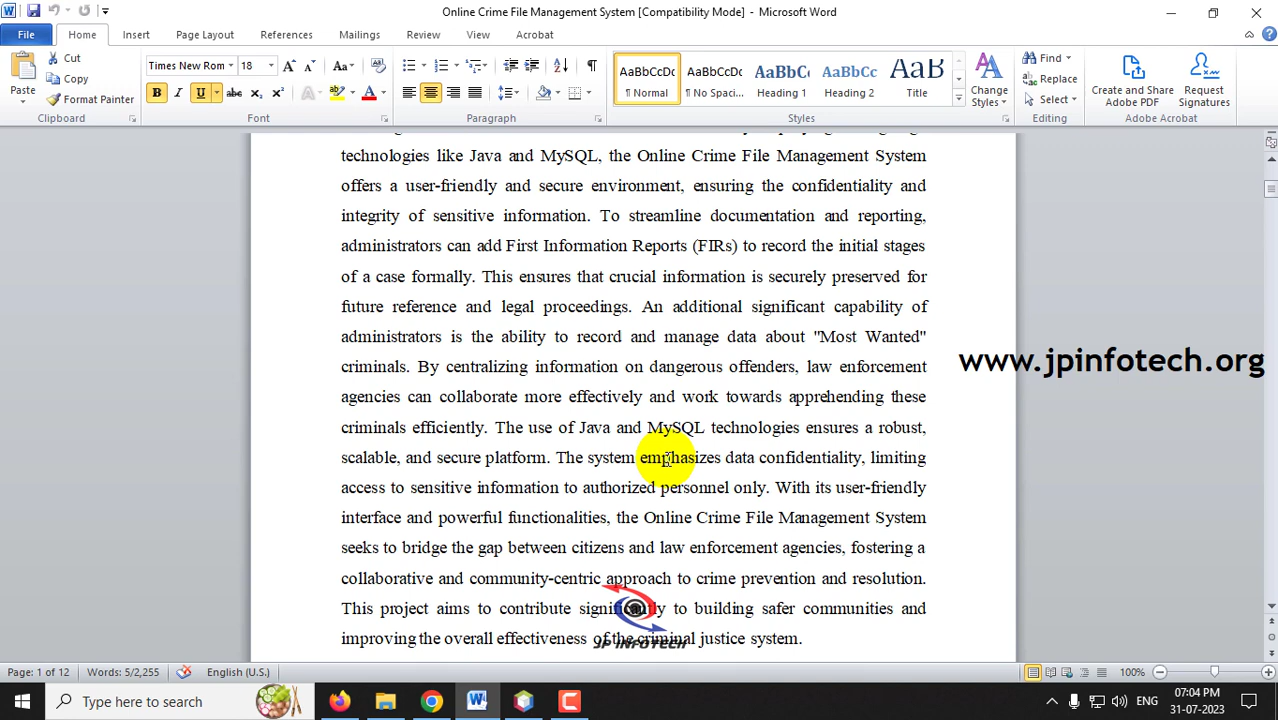 Online Crime File Management System [Compatibility Mode] - Microsoft Word
File Home Insert Page Layout References Mailings Review View Acrobat
Paste
Cut
Copy
Format Painter
Clipboard
Times New Rom 18
Font
Paragraph
AaBbCcDc AaBbCcDc AaBbCc AaBbCc AaB
¶ Normal ¶ No Spaci... Heading 1 Heading 2 Title
Styles
Change
Styles
Find
Replace
Select
Editing
Create and Share
Adobe PDF
Request
Signatures
Adobe Acrobat
technologies like Java and MySQL, the Online Crime File Management System
offers a user-friendly and secure environment, ensuring the confidentiality and
integrity of sensitive information. To streamline documentation and reporting,
administrators can add First Information Reports (FIRs) to record the initial stages
of a case formally. This ensures that crucial information is securely preserved for
future reference and legal proceedings. An additional significant capability of
administrators is the ability to record and manage data about "Most Wanted"
criminals. By centralizing information on dangerous offenders, law enforcement
agencies can collaborate more effectively and work towards apprehending these
criminals efficiently. The use of Java and MySQL technologies ensures a robust,
scalable, and secure platform. The system emphasizes data confidentiality, limiting
access to sensitive information to authorized personnel only. With its user-friendly
interface and powerful functionalities, the Online Crime File Management System
seeks to bridge the gap between citizens and law enforcement agencies, fostering a
collaborative and community-centric approach to crime prevention and resolution.
This project aims to contribute significantly to building safer communities and
improving the overall effectiveness of the criminal justice system.
www.jpinfotech.org
JP INFOTECH
Page: 1 of 12 Words: 5/2,255 English (U.S.) 100%
Type here to search
ENG
07:04 PM
31-07-2023